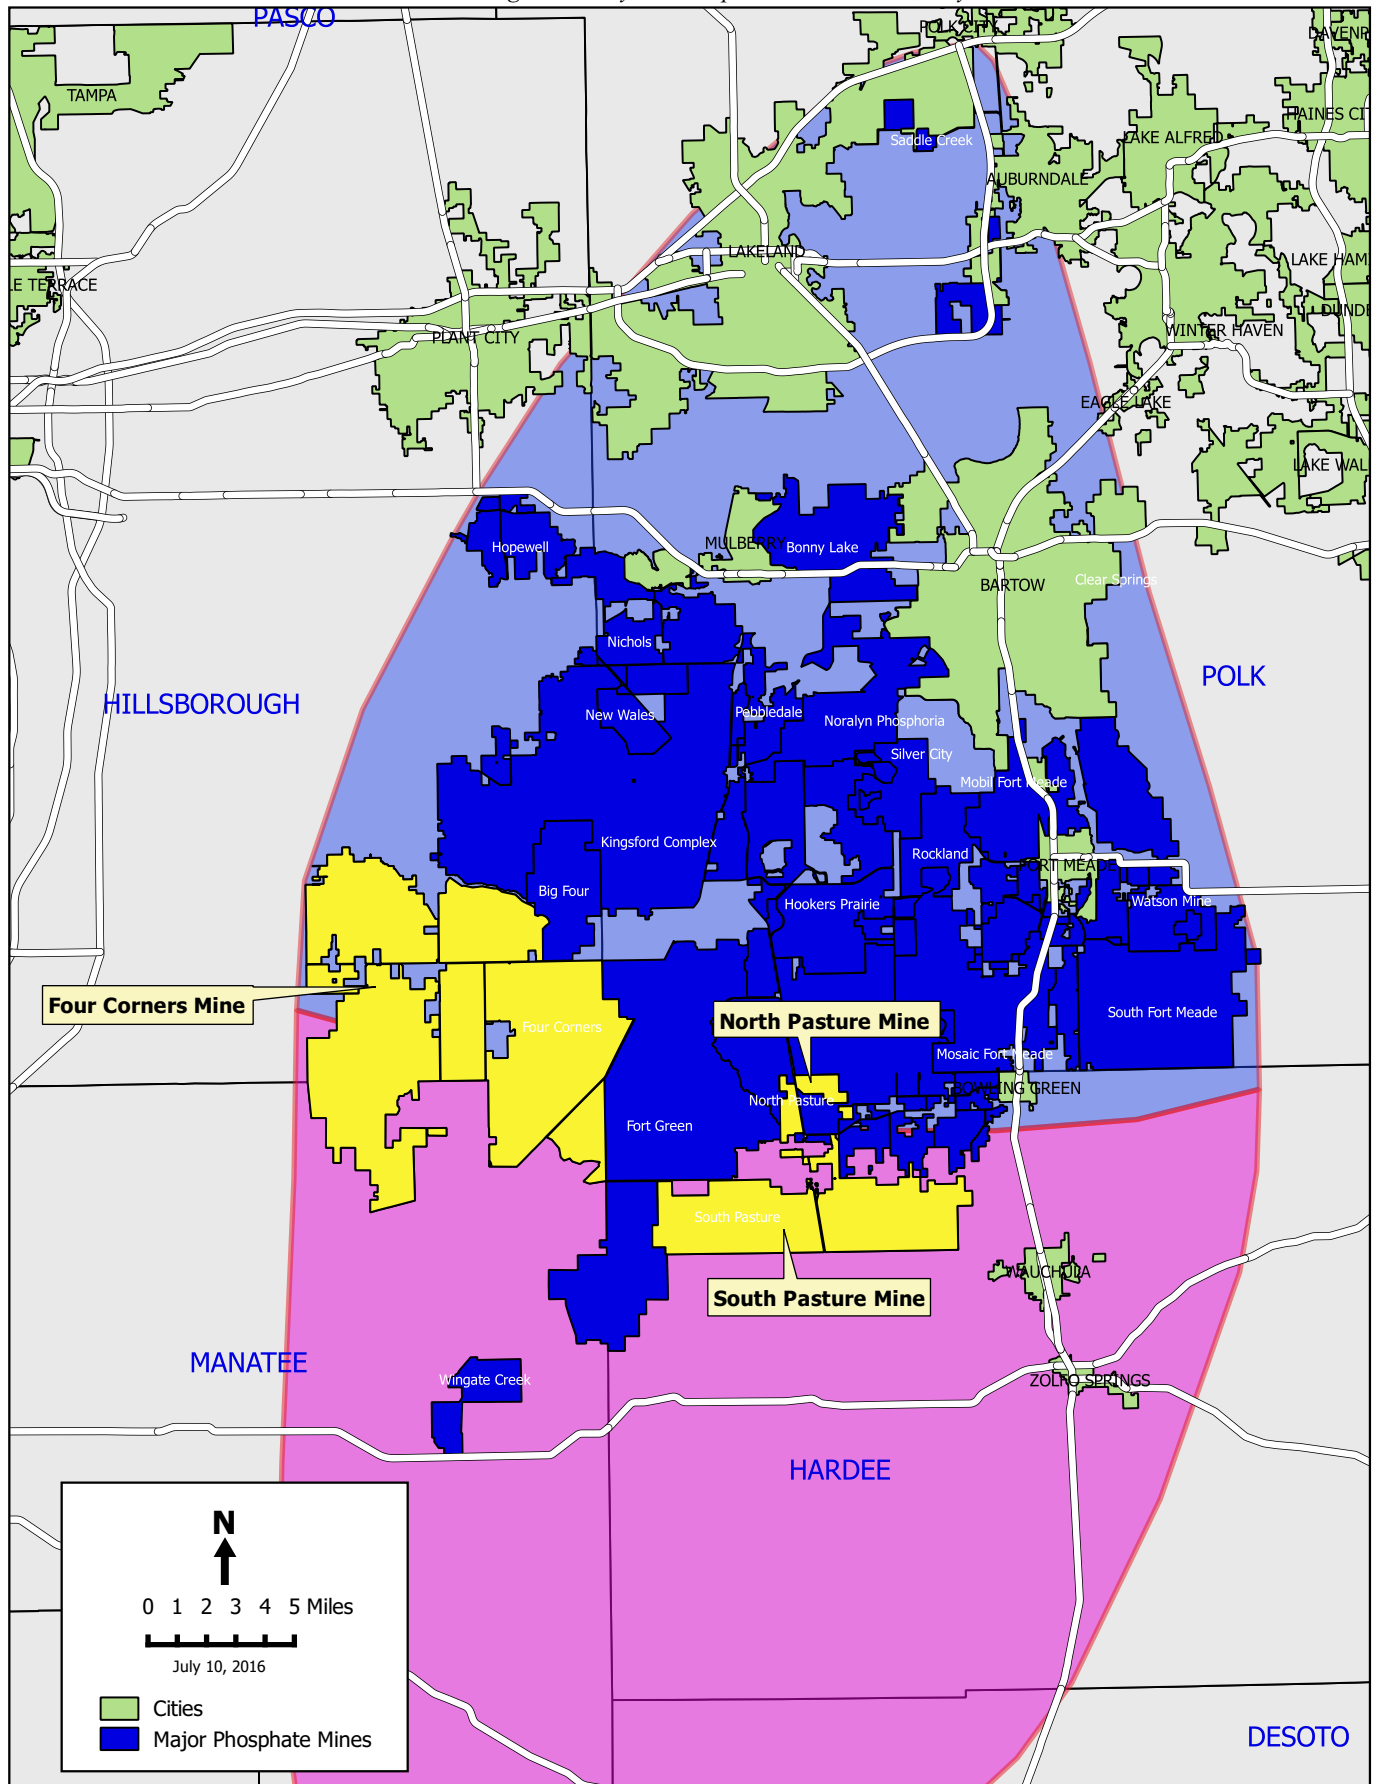 PASCO
POLK CITY
DAVENP
TAMPA
HAINES CIT
LAKE ALFRED
Saddle Creek
AUBURNDALE
LAKELAND
LAKE HAM
LE TERRACE
DUNDE
WINTER HAVEN
PLANT CITY
EAGLE LAKE
LAKE WAL
MULBERRY
Bonny Lake
Hopewell
Clear Springs
BARTOW
Nichols
POLK
HILLSBOROUGH
New Wales
Pebbledale
Noralyn Phosphoria
Silver City
Mobil Fort Meade
Kingsford Complex
Rockland
FORT MEADE
Big Four
Hookers Prairie
Watson Mine
Four Corners Mine
South Fort Meade
North Pasture Mine
Four Corners
Mosaic Fort Meade
BOWLING GREEN
North Pasture
Fort Green
South Pasture
WAUCHULA
South Pasture Mine
MANATEE
Wingate Creek
ZOLFO SPRINGS
HARDEE
N
0 1 2 3 4 5 Miles
July 10, 2016
Cities
Major Phosphate Mines
DESOTO